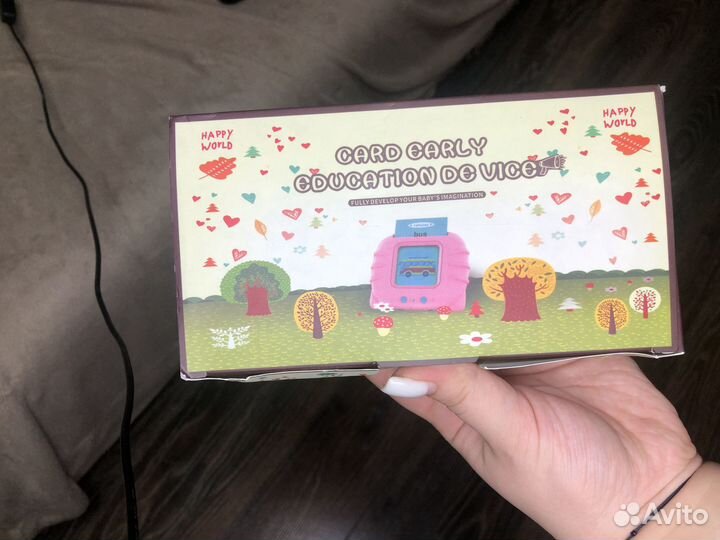 HAPPY
WORLD
HAPPY
WORLD
CARD EARLY
EDUCATION DE VICE
FULLY DEVELOP YOUR BABY'S IMAGINATION
bus
Avito